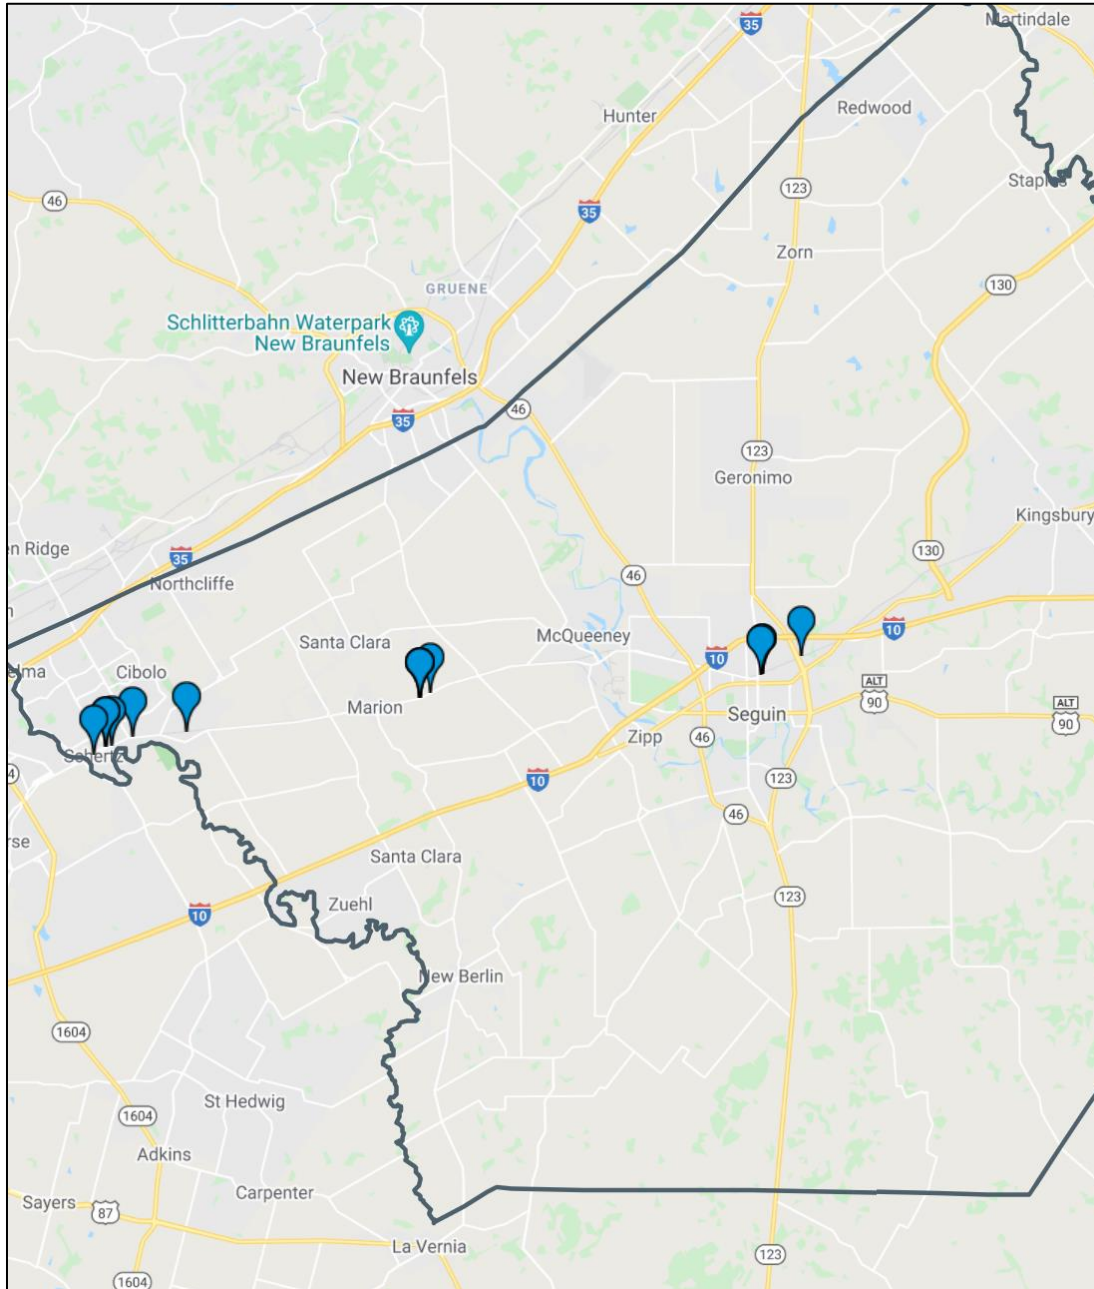 35
Martindale
Hunter
Redwood
123
Staples
46
35
Zorn
130
GRUENE
Schlitterbahn Waterpark
New Braunfels
New Braunfels
46
35
123
Geronimo
Kingsbury
en Ridge
35
130
Northcliffe
46
10
Santa Clara
McQueeney
10
Cibolo
ALT
90
ALT
90
Marion
Seguin
Zipp
46
Schertz
10
123
46
rse
Santa Clara
123
Zuehl
10
New Berlin
1604
St Hedwig
1604
Adkins
Carpenter
Sayers
87
La Vernia
123
1604